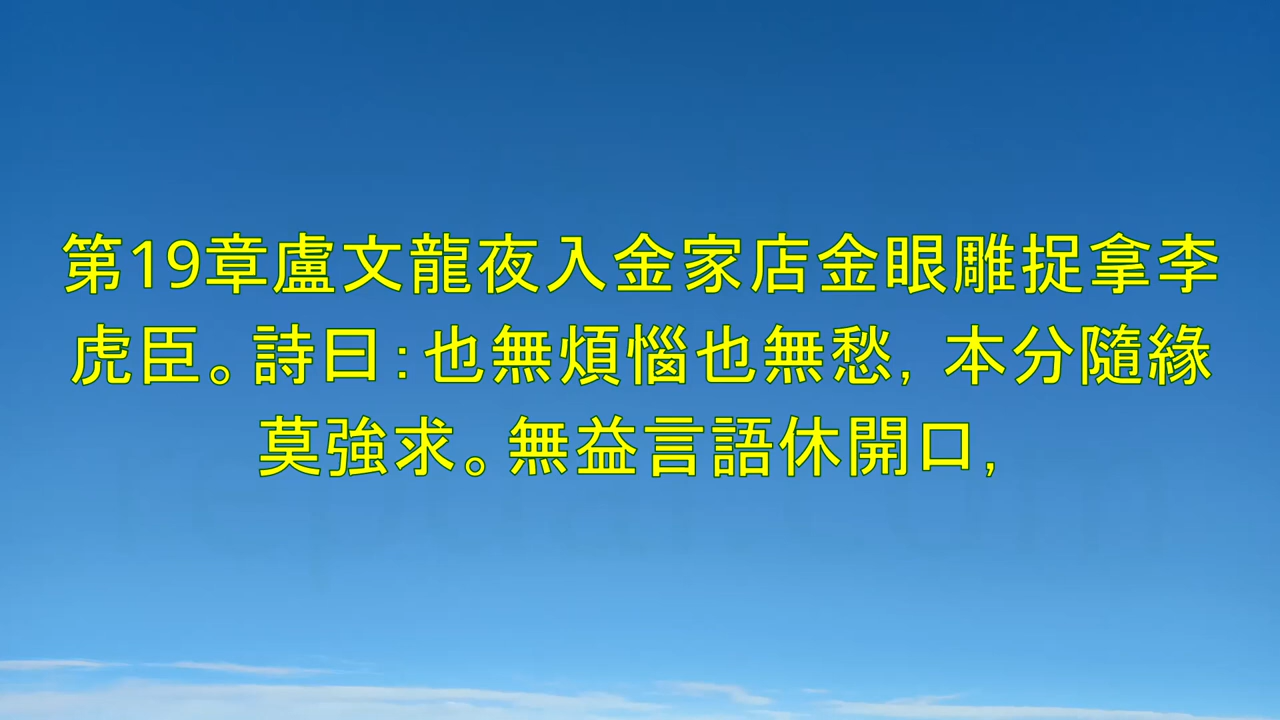 第19章盧文龍夜入金家店金眼雕捉拿李
虎臣。詩曰：也無煩惱也無愁，本分隨緣
莫強求。無益言語休開口，